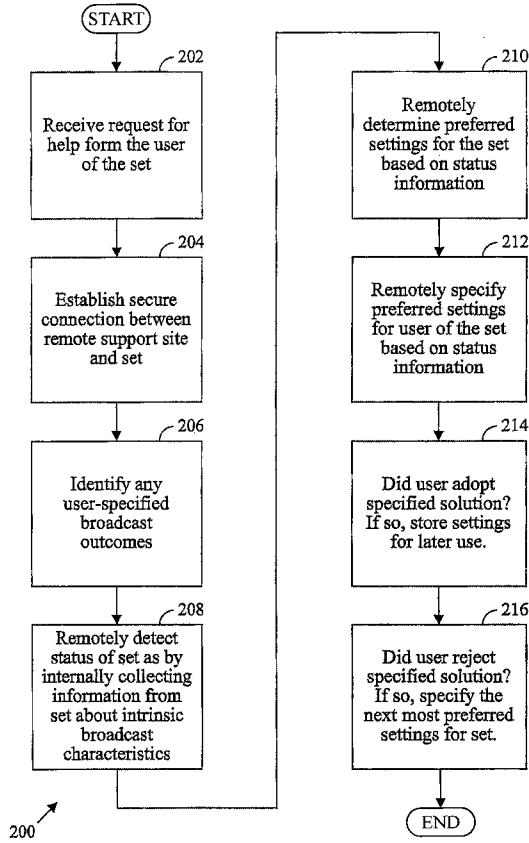 START
202
Receive request for
help form the user
of the set
204
Establish secure
connection between
remote support site
and set
206
Identify any
user-specified
broadcast
outcomes
208
Remotely detect
status of set as by
internally collecting
information from
set about intrinsic
broadcast
characteristics
200
210
Remotely
determine preferred
settings for the set
based on status
information
212
Remotely specify
preferred settings
for user of the set
based on status
information
214
Did user adopt
specified solution?
If so, store settings
for later use.
216
Did user reject
specified solution?
If so, specify the
next most preferred
settings for set.
END